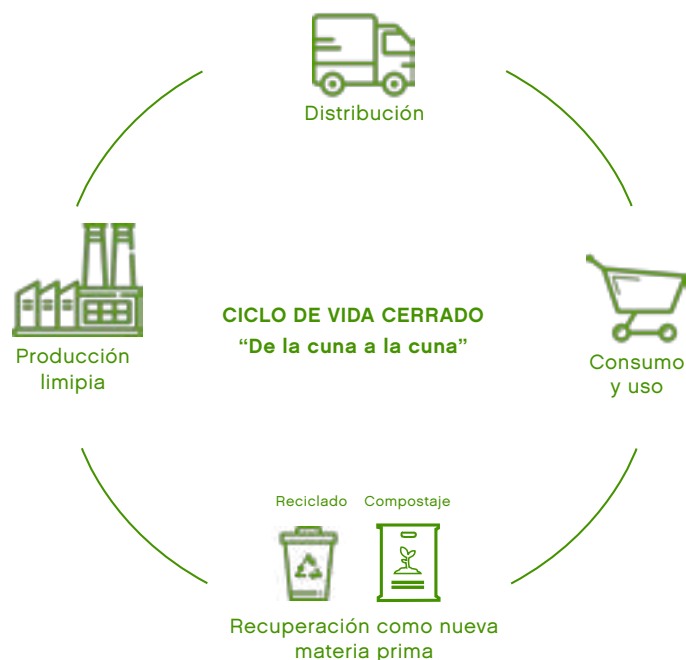 Distribución
CICLO DE VIDA CERRADO
“De la cuna a la cuna”
Producción
limipia
Consumo
y uso
Reciclado
Compostaje
Recuperación como nueva
materia prima